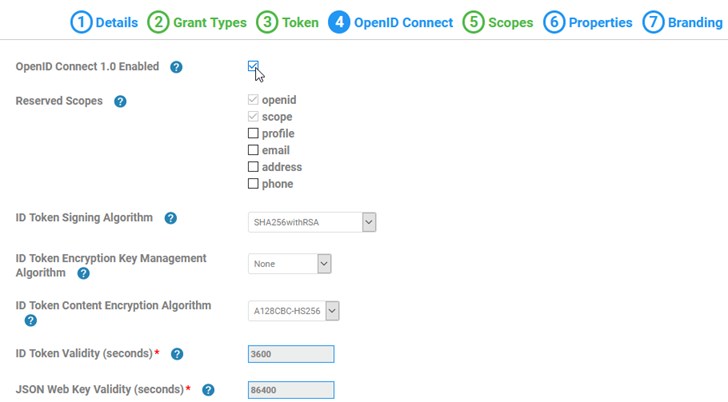 1 Details 2 Grant Types 3 Token 4 OpenID Connect 5 Scopes 6 Properties 7 Branding
OpenID Connect 1.0 Enabled ?
Reserved Scopes ? openid
scope
profile
email
address
phone
ID Token Signing Algorithm ? SHA256withRSA
ID Token Encryption Key Management
Algorithm ? None
ID Token Content Encryption Algorithm
? A128CBC-HS256
ID Token Validity (seconds)* ? 3600
JSON Web Key Validity (seconds)* ? 86400